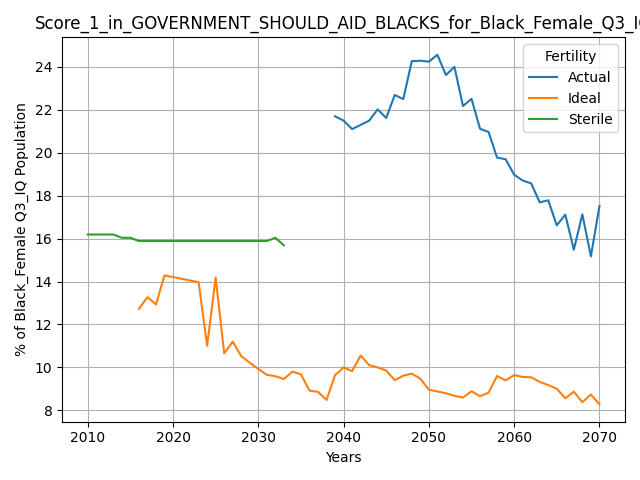 Score_1_in_GOVERNMENT_SHOULD_AID_BLACKS_for_Black_Female_Q3_IQ
Fertility
Actual
Ideal
Sterile
% of Black_Female Q3_IQ Population
24
22
20
18
16
14
12
10
8
2010 2020 2030 2040 2050 2060 2070
Years